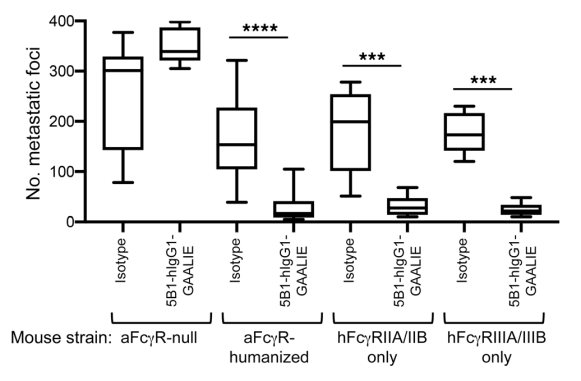 No. metastatic foci
400
300
200
100
0
****
***
***
Isotype
5B1-hIgG1-
GAALIE
Isotype
5B1-hIgG1-
GAALIE
Isotype
5B1-hIgG1-
GAALIE
Isotype
5B1-hIgG1-
GAALIE
Mouse strain: aFcγR-null
aFcγR-
humanized
hFcγRIIA/IIB
only
hFcγRIIIA/IIIB
only